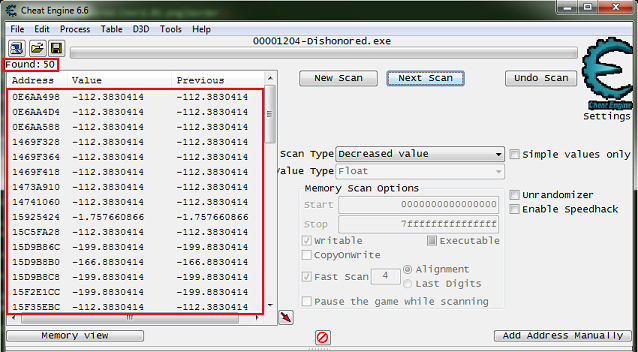 Cheat Engine 6.6
File Edit Process Table D3D Tools Help
00001204-Dishonored.exe
Found: 50
Address Value Previous
0E6AA498 -112.3830414 -112.3830414
0E6AA4D4 -112.3830414 -112.3830414
0E6AA588 -112.3830414 -112.3830414
1469F328 -112.3830414 -112.3830414
1469F364 -112.3830414 -112.3830414
1469F418 -112.3830414 -112.3830414
1473A910 -112.3830414 -112.3830414
14741060 -112.3830414 -112.3830414
15925424 -1.757660866 -1.757660866
15C5FA28 -112.3830414 -112.3830414
15D9B86C -199.8830414 -199.8830414
15D9B8B0 -166.8830414 -166.8830414
15D9B8C8 -199.8830414 -199.8830414
15F2E1CC -199.8830414 -199.8830414
15F35EBC -112.3830414 -112.3830414
New Scan Next Scan Undo Scan
Cheat Engine
Settings
Scan Type Decreased value
Simple values only
Value Type Float
Memory Scan Options
Start 0000000000000000
Stop 7fffffffffffffff
Writable Executable
CopyOnWrite
Fast Scan 4 Alignment
Last Digits
Pause the game while scanning
Unrandomizer
Enable Speedhack
Memory view
Add Address Manually